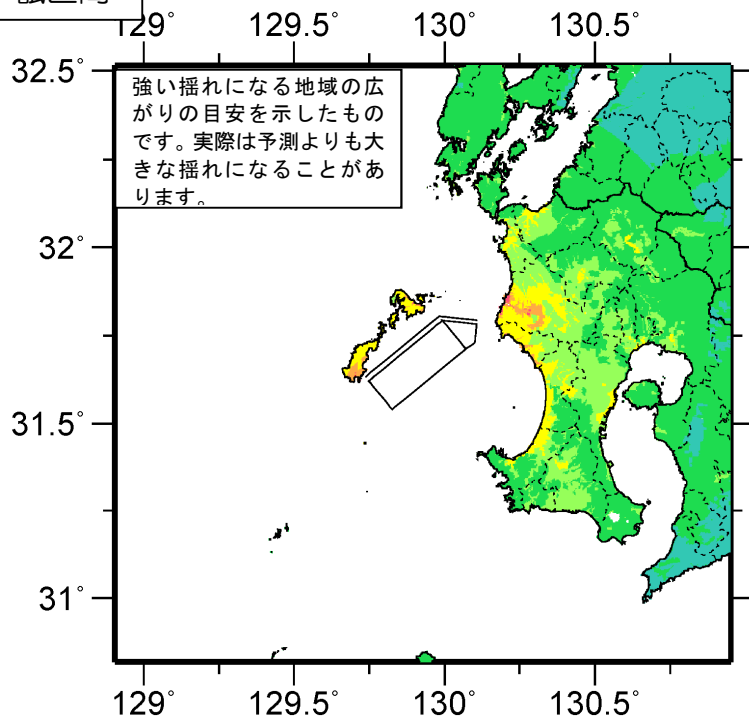 129° 129.5° 130° 130.5°
32.5°
強い揺れになる地域の広
がりの目安を示したもの
です。実際は予測よりも大
きな揺れになることがあ
ります。
32°
31.5°
31°
129° 129.5° 130° 130.5°